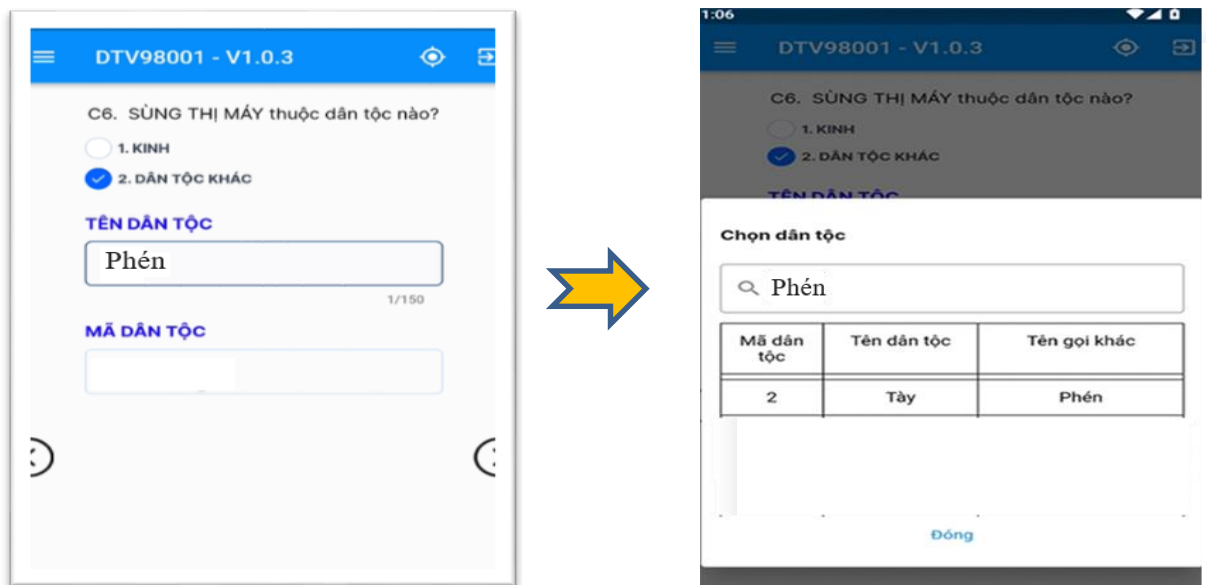 DTV98001 - V1.0.3
C6. SÙNG THỊ MÁY thuộc dân tộc nào?
1. KINH
2. DÂN TỘC KHÁC
TÊN DÂN TỘC
Phén
1/150
MÃ DÂN TỘC
1:06
DTV98001 - V1.0.3
C6. SÙNG THỊ MÁY thuộc dân tộc nào?
1. KINH
2. DÂN TỘC KHÁC
TÊN DÂN TỘC
Chọn dân tộc
Phén
Mã dân tộc Tên dân tộc Tên gọi khác
2 Tày Phén
Đóng